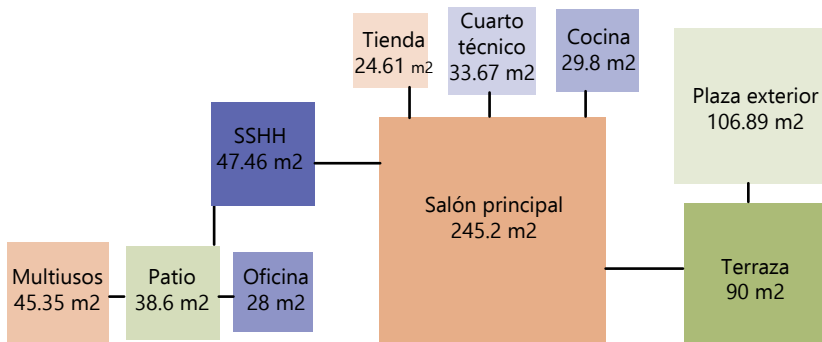 Tienda
24.61 m2
Cuarto
técnico
33.67 m2
Cocina
29.8 m2
Plaza exterior
106.89 m2
SSHH
47.46 m2
Salón principal
245.2 m2
Multiusos
45.35 m2
Patio
38.6 m2
Oficina
28 m2
Terraza
90 m2